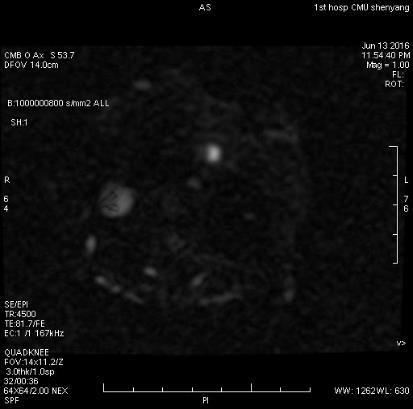 AS
1st hosp CMU shenyang
CMB O Ax S 53.7
DFOV 14.0cm
Jun 13 2016
11:54:40 PM
Mag = 1.00
FL:
ROT:
B:1000000800 s/mm2 ALL
SH:1
R
6
4
L
7
6
SE/EPI
TR:4500
TE:81.7/FE
EC:1 /1 167kHz
QUADKNEE
FOV:14x11.2/Z
3.0thk/1.0sp
32/00:36
64x64/2.00 NEX
SPF
PI
v>
WW: 1262WL: 630